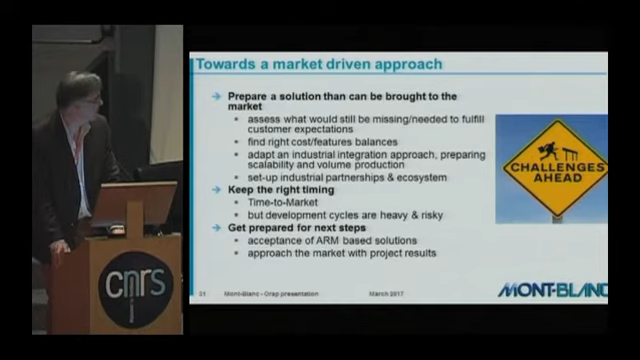 Towards a market driven approach
Prepare a solution than can be brought to the
market
assess what would still be missing/needed to fulfill
customer expectations
find right cost/features balances
adapt an industrial integration approach, preparing
scalability and volume production
set-up industrial partnerships & ecosystem
Keep the right timing
Time-to-Market
but development cycles are heavy & risky
Get prepared for next steps
acceptance of ARM based solutions
approach the market with project results
CHALLENGES
AHEAD
Mont-Blanc - Orap presentation
March 2017
MONT-BLANC
cnrs